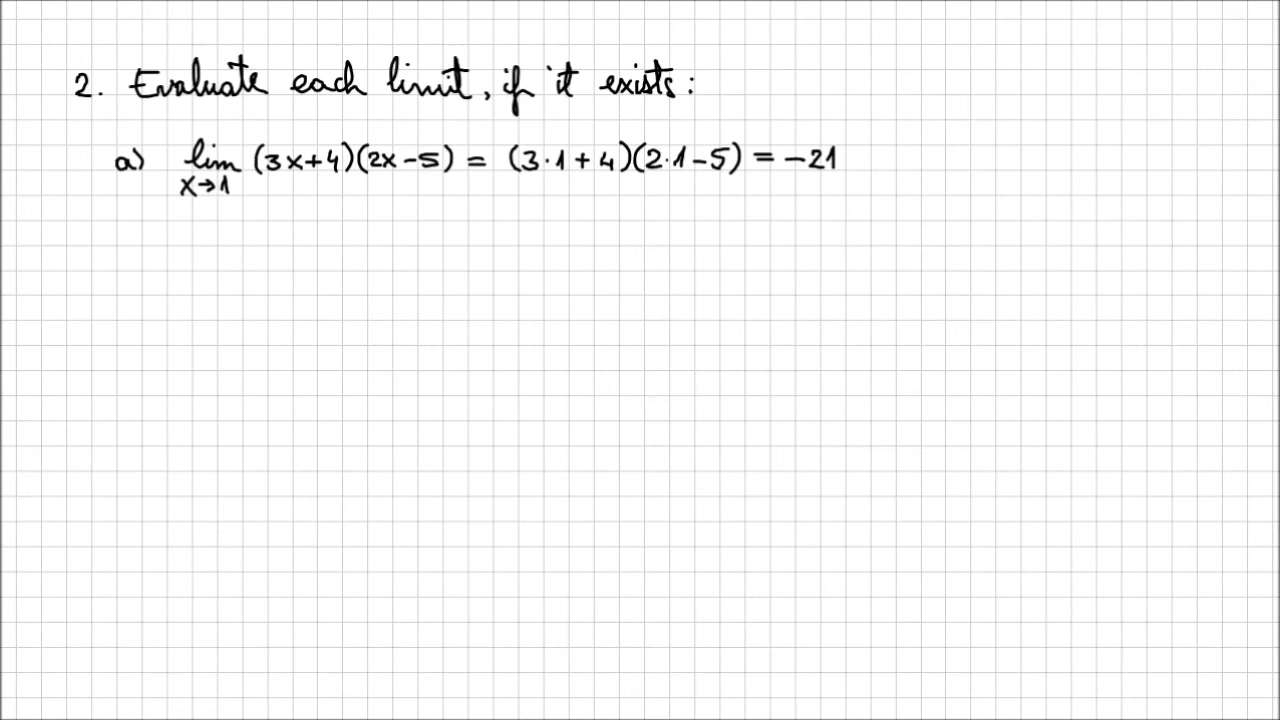 2. Evaluate each limit, if it exists:
a) lim (3x+4)(2x-5) = (3·1+4)(2·1-5) = -21
x→1